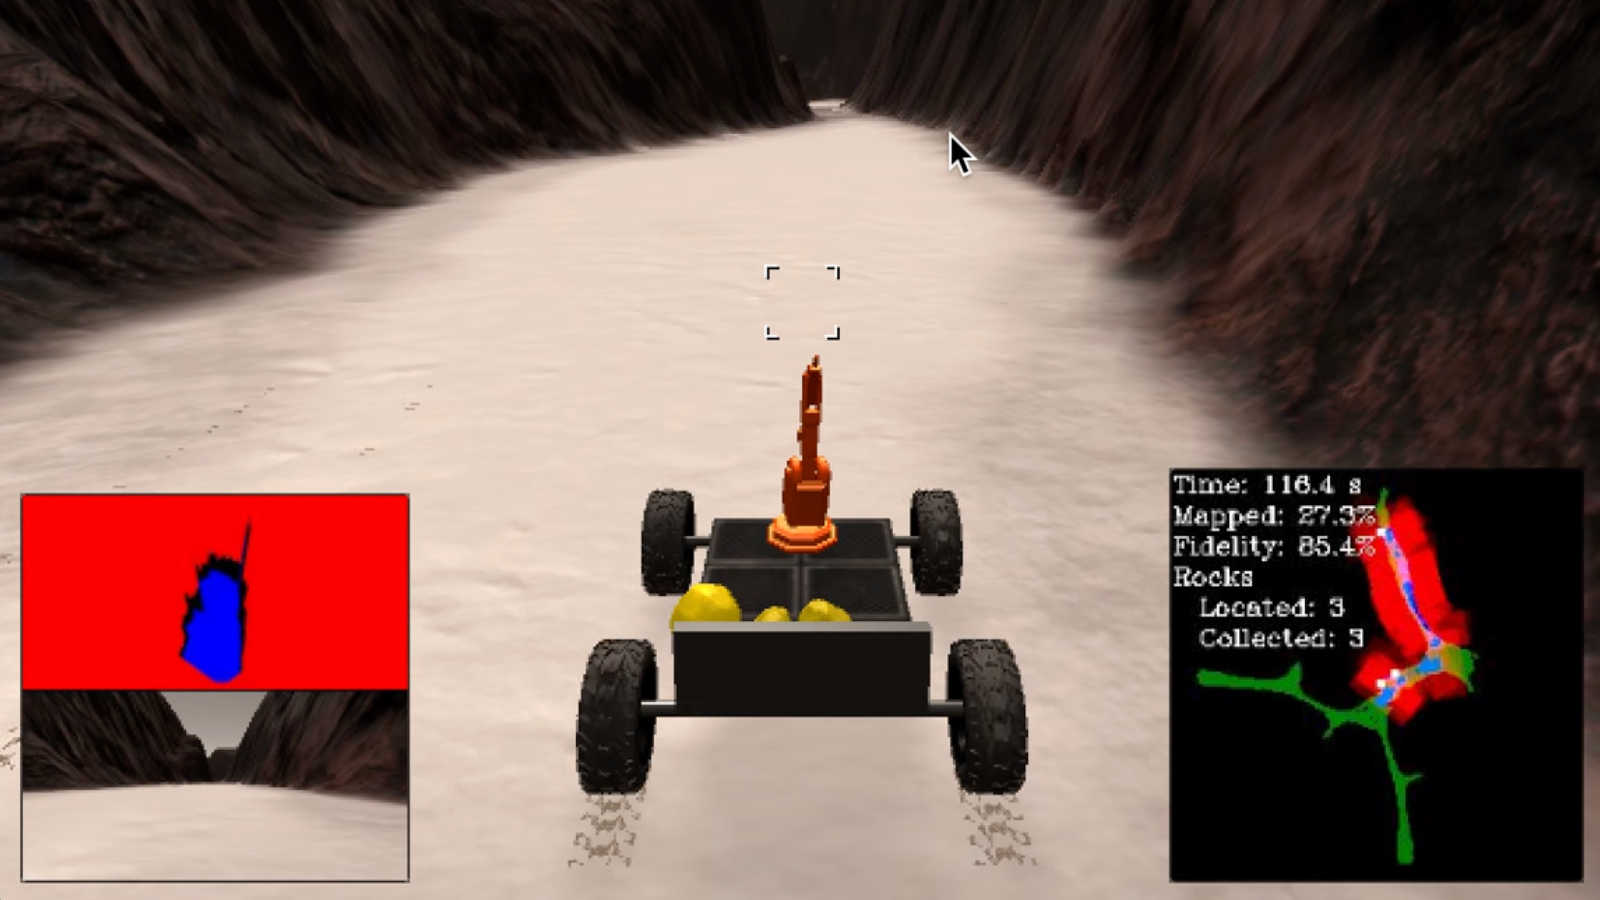 Time: 116.4 s
Mapped: 27.3%
Fidelity: 85.4%
Rocks
Located: 3
Collected: 3